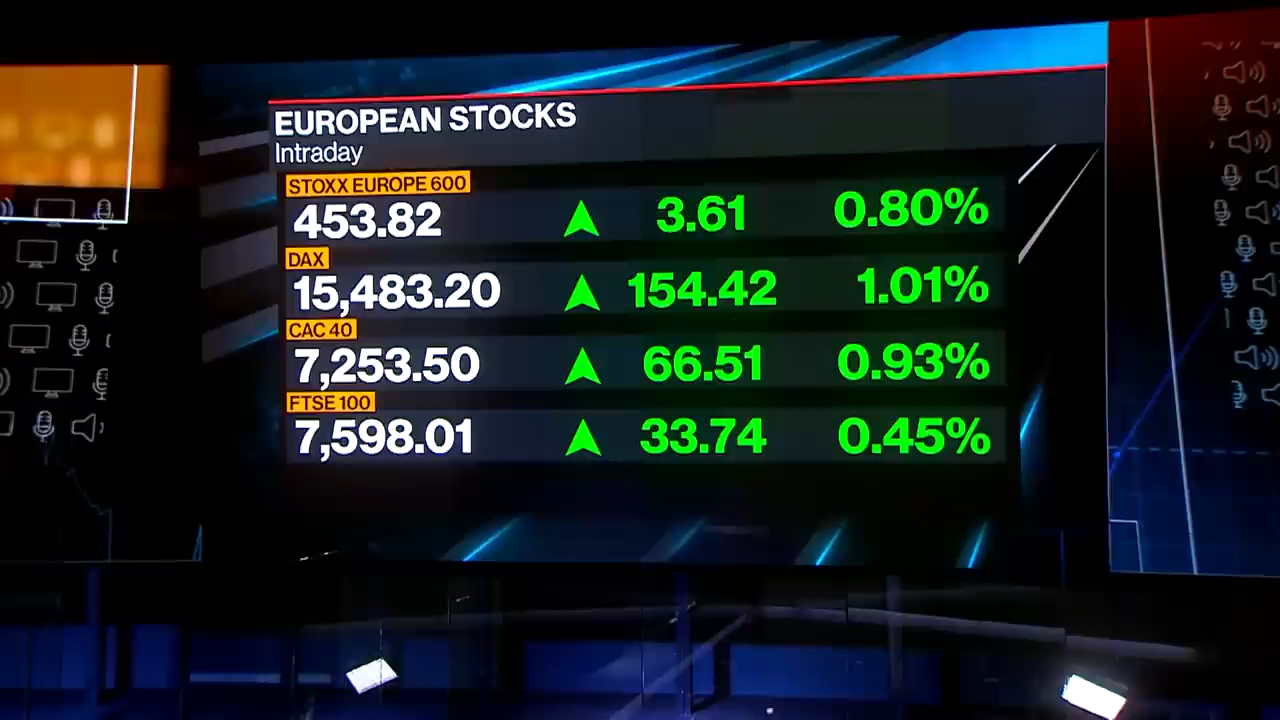 EUROPEAN STOCKS
Intraday
STOXX EUROPE 600
453.82 ▲ 3.61 0.80%
DAX
15,483.20 ▲ 154.42 1.01%
CAC 40
7,253.50 ▲ 66.51 0.93%
FTSE 100
7,598.01 ▲ 33.74 0.45%